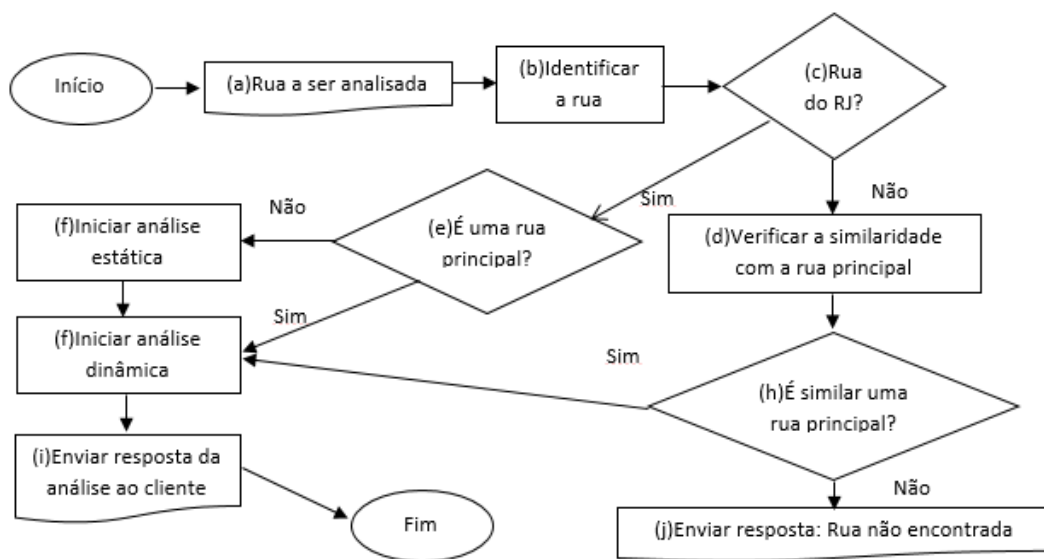 Início
(a)Rua a ser analisada
(b)Identificar
a rua
(c)Rua
do RJ?
Sim
Não
(d)Verificar a similaridade
com a rua principal
(e)É uma rua
principal?
Não
Sim
(f)Iniciar análise
estática
(f)Iniciar análise
dinâmica
Sim
(h)É similar uma
rua principal?
Não
(i)Enviar resposta da
análise ao cliente
Fim
(j)Enviar resposta: Rua não encontrada